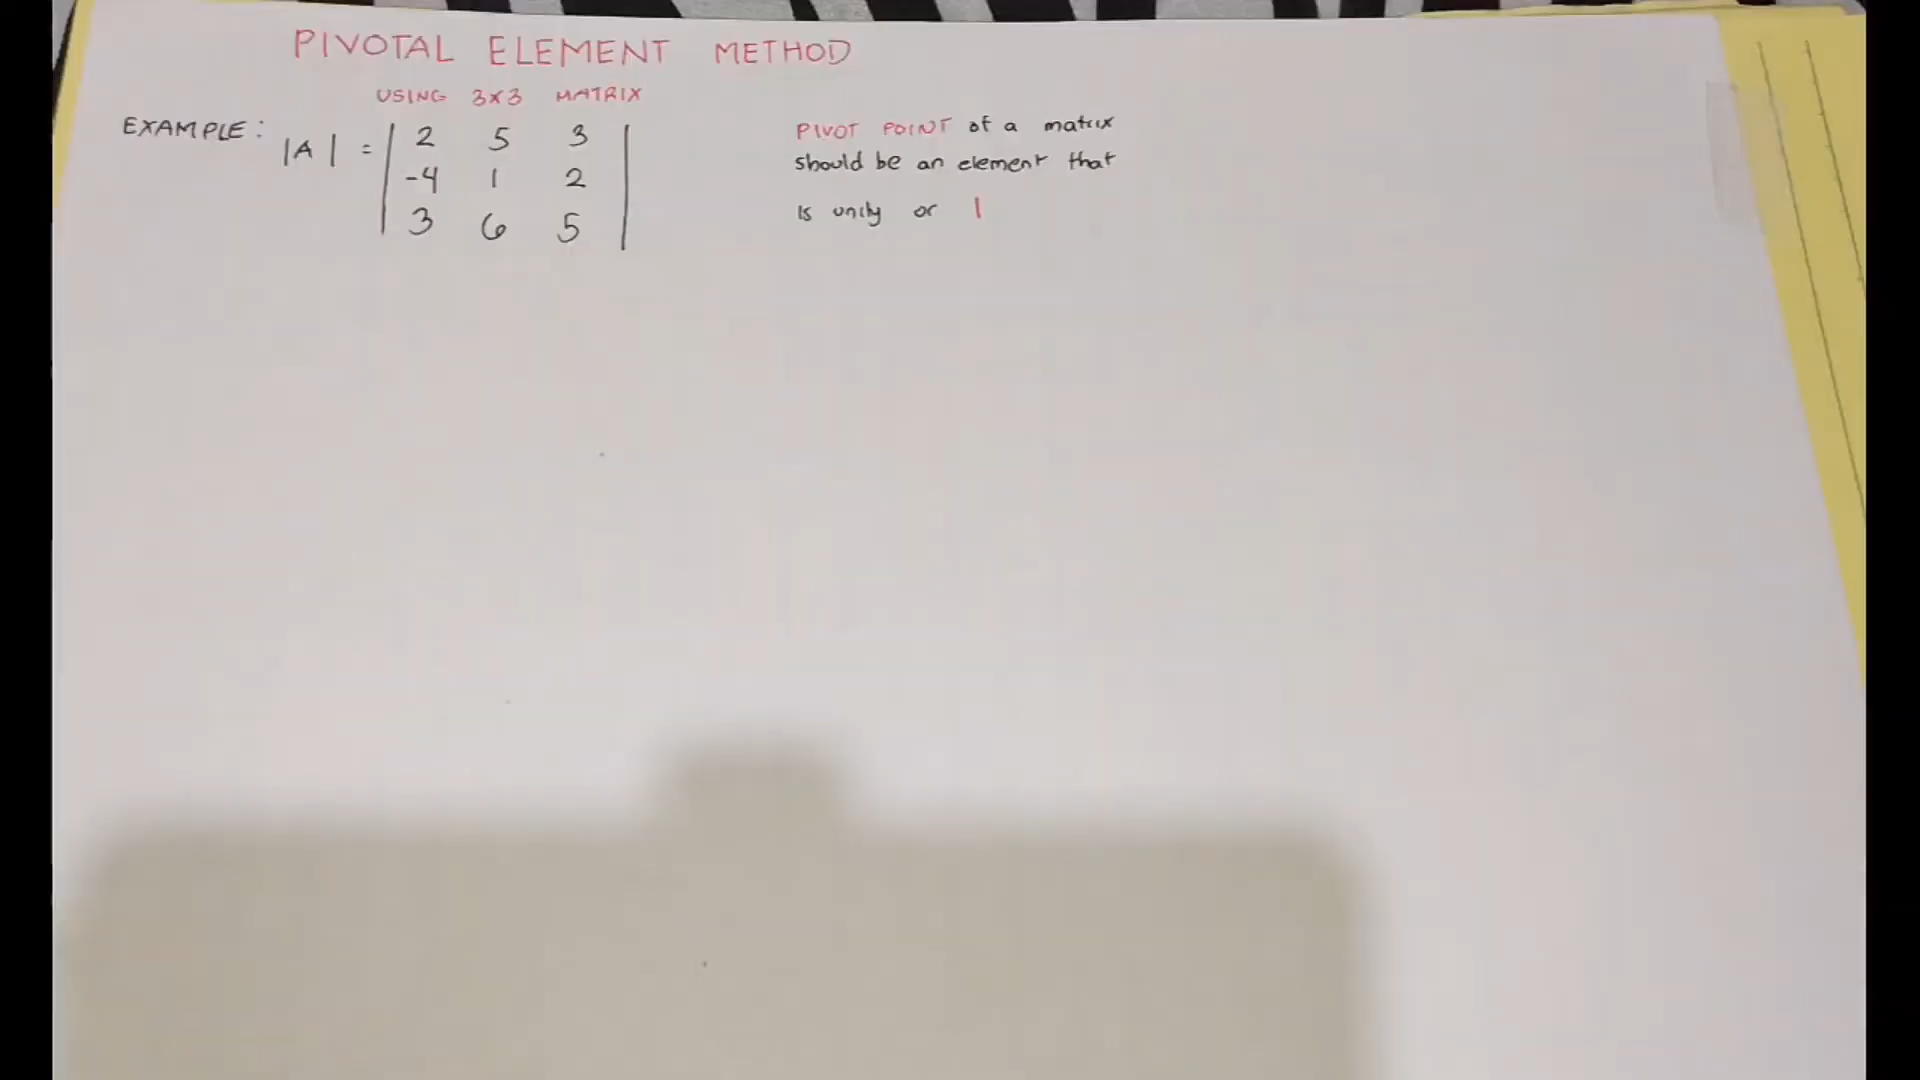 PIVOTAL ELEMENT METHOD
USING 3x3 MATRIX
EXAMPLE: |A| = | 2 5 3 |
-4 1 2
3 6 5
PIVOT POINT of a matrix
should be an element that
is unity or 1